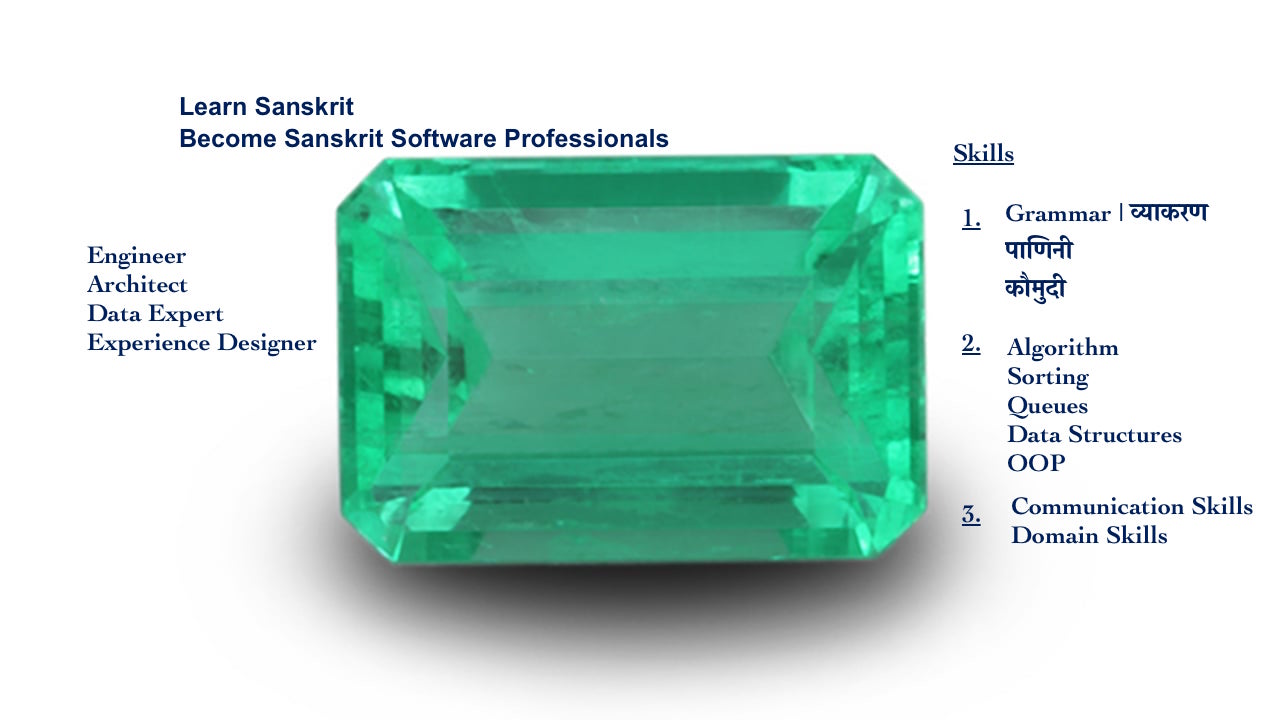 Learn Sanskrit
Become Sanskrit Software Professionals
Engineer
Architect
Data Expert
Experience Designer
Skills
1. Grammar | व्याकरण
पाणिनी
कौमुदी
2. Algorithm
Sorting
Queues
Data Structures
OOP
3. Communication Skills
Domain Skills